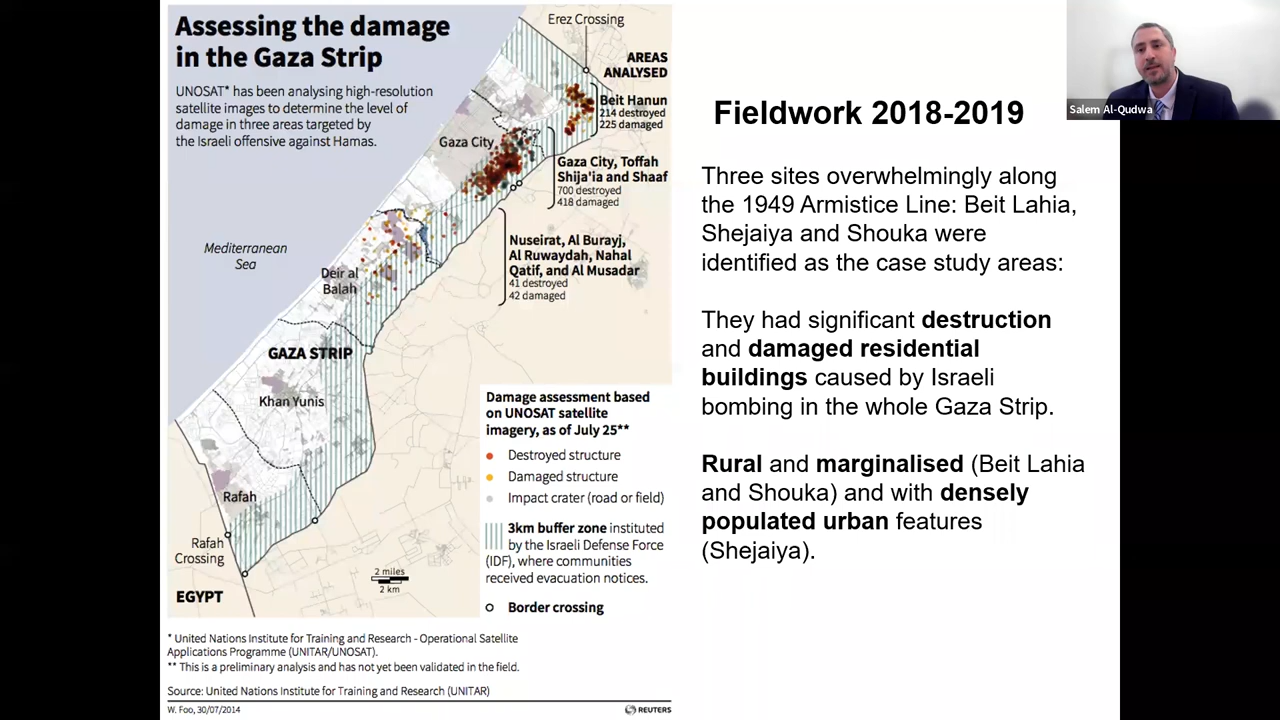 Assessing the damage
in the Gaza Strip
UNOSAT* has been analysing high-resolution
satellite images to determine the level of
damage in three areas targeted by
the Israeli offensive against Hamas.
Erez Crossing
AREAS
ANALYSED
Beit Hanun
214 destroyed
225 damaged
Gaza City
Gaza City, Toffah
Shija'ia and Shaaf
700 destroyed
418 damaged
Mediterranean
Sea
Nuseirat, Al Burayj,
Al Ruwaydah, Nahal
Qatif, and Al Musadar
41 destroyed
42 damaged
Deir al
Balah
GAZA STRIP
Khan Yunis
Rafah
Rafah
Crossing
EGYPT
2 miles
2 km
Damage assessment based
on UNOSAT satellite
imagery, as of July 25**
Destroyed structure
Damaged structure
Impact crater (road or field)
3km buffer zone instituted
by the Israeli Defense Force
(IDF), where communities
received evacuation notices.
Border crossing
* United Nations Institute for Training and Research - Operational Satellite
Applications Programme (UNITAR/UNOSAT).
** This is a preliminary analysis and has not yet been validated in the field.
Source: United Nations Institute for Training and Research (UNITAR)
W. Foo, 30/07/2014
REUTERS
Fieldwork 2018-2019
Three sites overwhelmingly along
the 1949 Armistice Line: Beit Lahia,
Shejaiya and Shouka were
identified as the case study areas:
They had significant destruction
and damaged residential
buildings caused by Israeli
bombing in the whole Gaza Strip.
Rural and marginalised (Beit Lahia
and Shouka) and with densely
populated urban features
(Shejaiya).
Salem Al-Qudwa